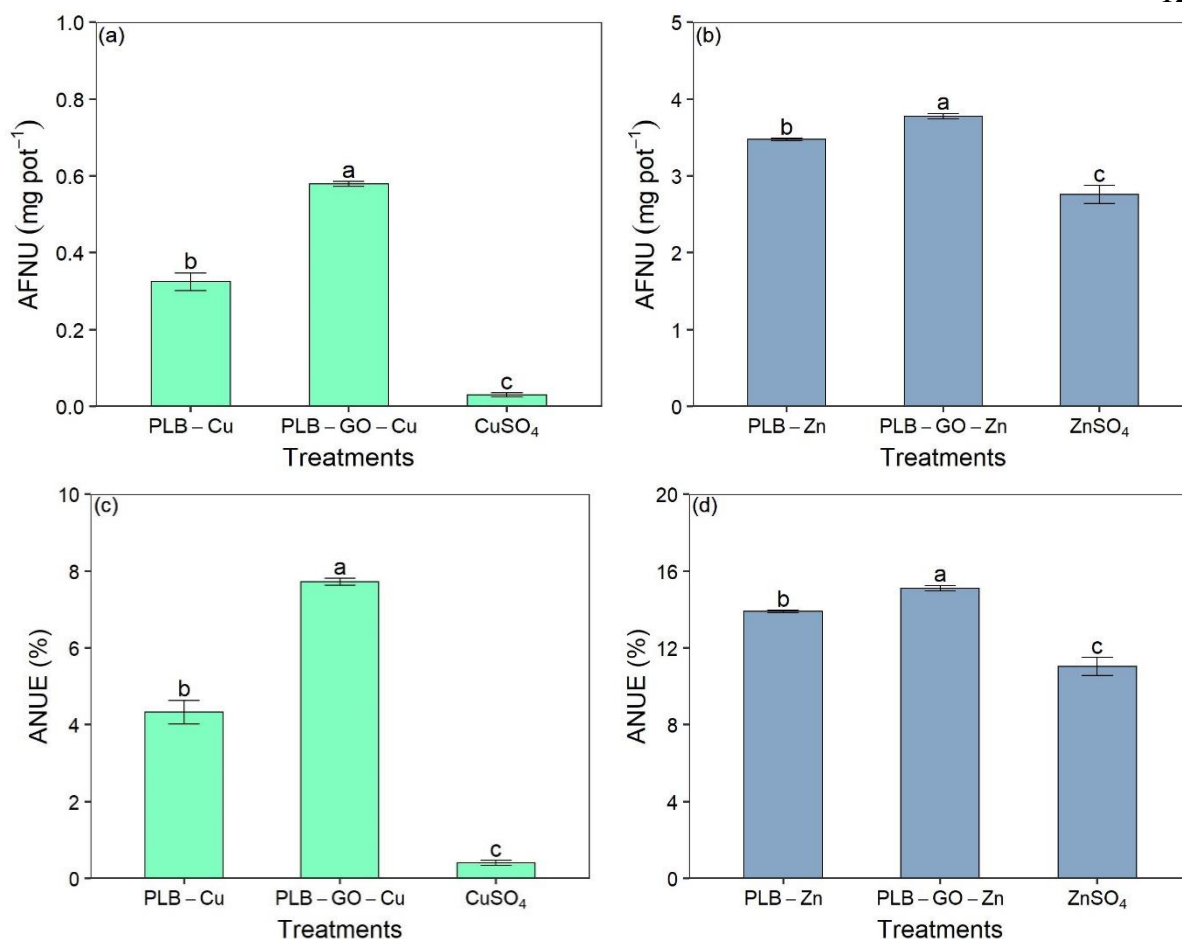 (a)
AFNU (mg pot⁻¹)
1.0
0.8
0.6
0.4
0.2
0.0
b
a
c
PLB – Cu
PLB – GO – Cu
CuSO₄
Treatments
(b)
AFNU (mg pot⁻¹)
5
4
3
2
1
0
b
a
c
PLB – Zn
PLB – GO – Zn
ZnSO₄
Treatments
(c)
ANUE (%)
10
8
6
4
2
0
b
a
c
PLB – Cu
PLB – GO – Cu
CuSO₄
Treatments
(d)
ANUE (%)
20
16
12
8
4
0
b
a
c
PLB – Zn
PLB – GO – Zn
ZnSO₄
Treatments